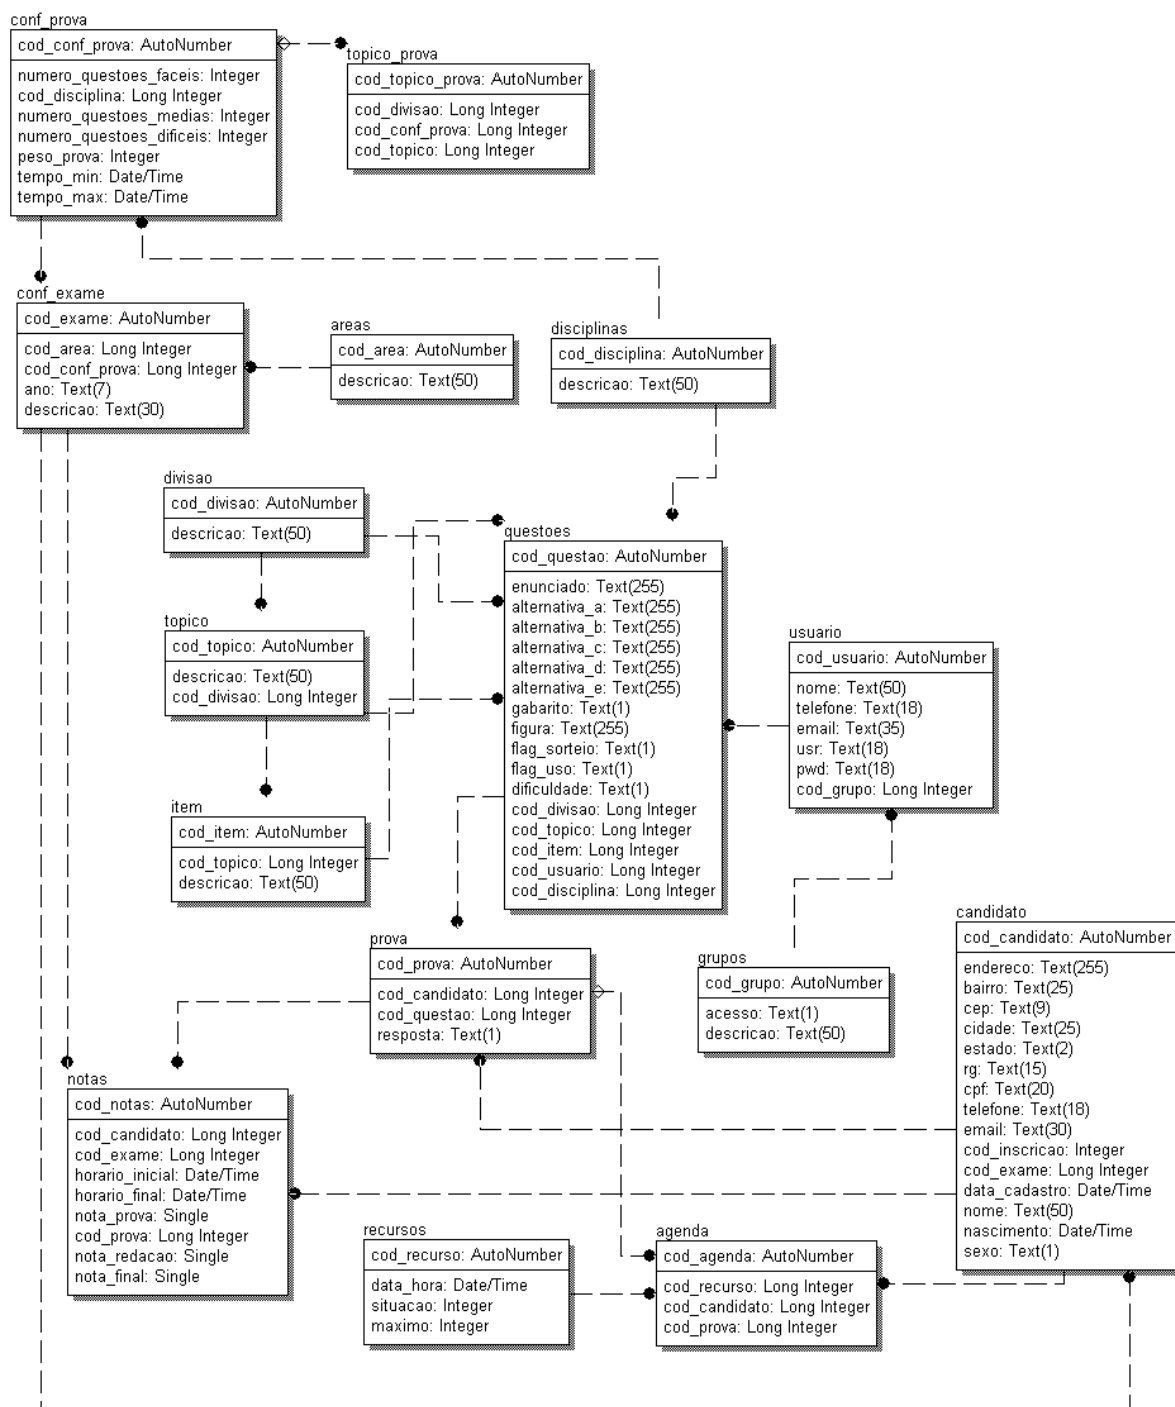 conf_prova
cod_conf_prova: AutoNumber
numero_questoes_faceis: Integer
cod_disciplina: Long Integer
numero_questoes_medias: Integer
numero_questoes_dificeis: Integer
peso_prova: Integer
tempo_min: Date/Time
tempo_max: Date/Time
topico_prova
cod_topico_prova: AutoNumber
cod_divisao: Long Integer
cod_conf_prova: Long Integer
cod_topico: Long Integer
conf_exame
cod_exame: AutoNumber
cod_area: Long Integer
cod_conf_prova: Long Integer
ano: Text(7)
descricao: Text(30)
areas
cod_area: AutoNumber
descricao: Text(50)
disciplinas
cod_disciplina: AutoNumber
descricao: Text(50)
divisao
cod_divisao: AutoNumber
descricao: Text(50)
topico
cod_topico: AutoNumber
descricao: Text(50)
cod_divisao: Long Integer
item
cod_item: AutoNumber
cod_topico: Long Integer
descricao: Text(50)
questoes
cod_questao: AutoNumber
enunciado: Text(255)
alternativa_a: Text(255)
alternativa_b: Text(255)
alternativa_c: Text(255)
alternativa_d: Text(255)
alternativa_e: Text(255)
gabarito: Text(1)
figura: Text(255)
flag_sorteio: Text(1)
flag_uso: Text(1)
dificuldade: Text(1)
cod_divisao: Long Integer
cod_topico: Long Integer
cod_item: Long Integer
cod_usuario: Long Integer
cod_disciplina: Long Integer
usuario
cod_usuario: AutoNumber
nome: Text(50)
telefone: Text(18)
email: Text(35)
usr: Text(18)
pwd: Text(18)
cod_grupo: Long Integer
prova
cod_prova: AutoNumber
cod_candidato: Long Integer
cod_questao: Long Integer
resposta: Text(1)
grupos
cod_grupo: AutoNumber
acesso: Text(1)
descricao: Text(50)
candidato
cod_candidato: AutoNumber
endereco: Text(255)
bairro: Text(25)
cep: Text(9)
cidade: Text(25)
estado: Text(2)
rg: Text(15)
cpf: Text(20)
telefone: Text(18)
email: Text(30)
cod_inscricao: Integer
cod_exame: Long Integer
data_cadastro: Date/Time
nome: Text(50)
nascimento: Date/Time
sexo: Text(1)
notas
cod_notas: AutoNumber
cod_candidato: Long Integer
cod_exame: Long Integer
horario_inicial: Date/Time
horario_final: Date/Time
nota_prova: Single
cod_prova: Long Integer
nota_redacao: Single
nota_final: Single
recursos
cod_recurso: AutoNumber
data_hora: Date/Time
situacao: Integer
maximo: Integer
agenda
cod_agenda: AutoNumber
cod_recurso: Long Integer
cod_candidato: Long Integer
cod_prova: Long Integer